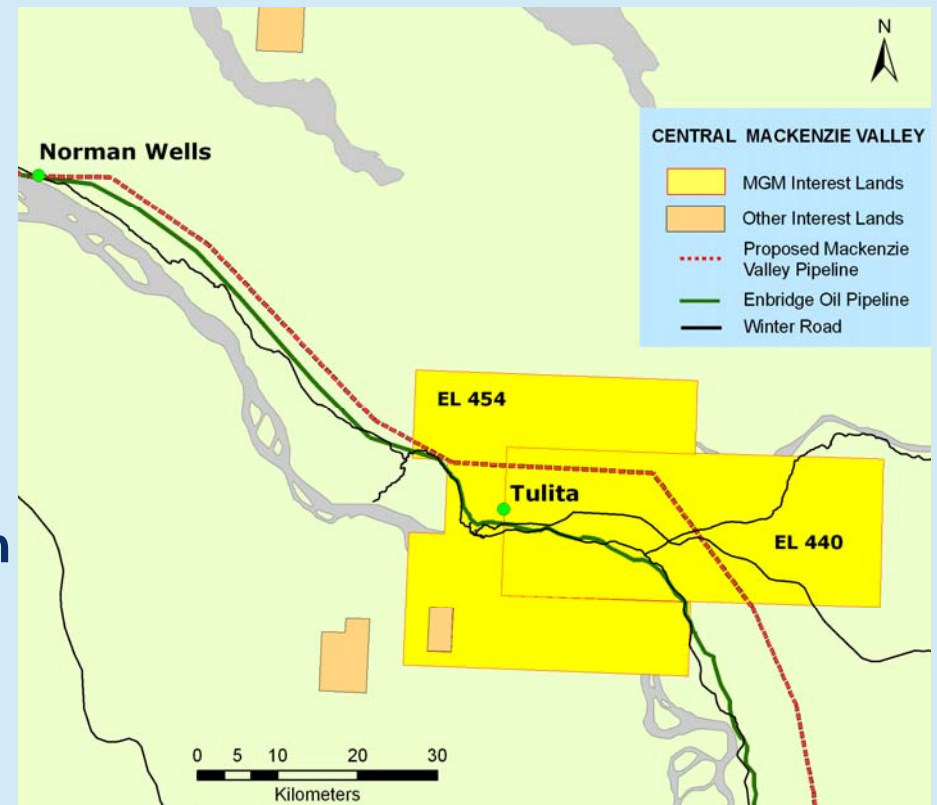 N
CENTRAL MACKENZIE VALLEY
MGM Interest Lands
Other Interest Lands
Proposed Mackenzie
Valley Pipeline
Enbridge Oil Pipeline
Winter Road
Norman Wells
EL 454
Tulita
EL 440
0 5 10 20 30
Kilometers